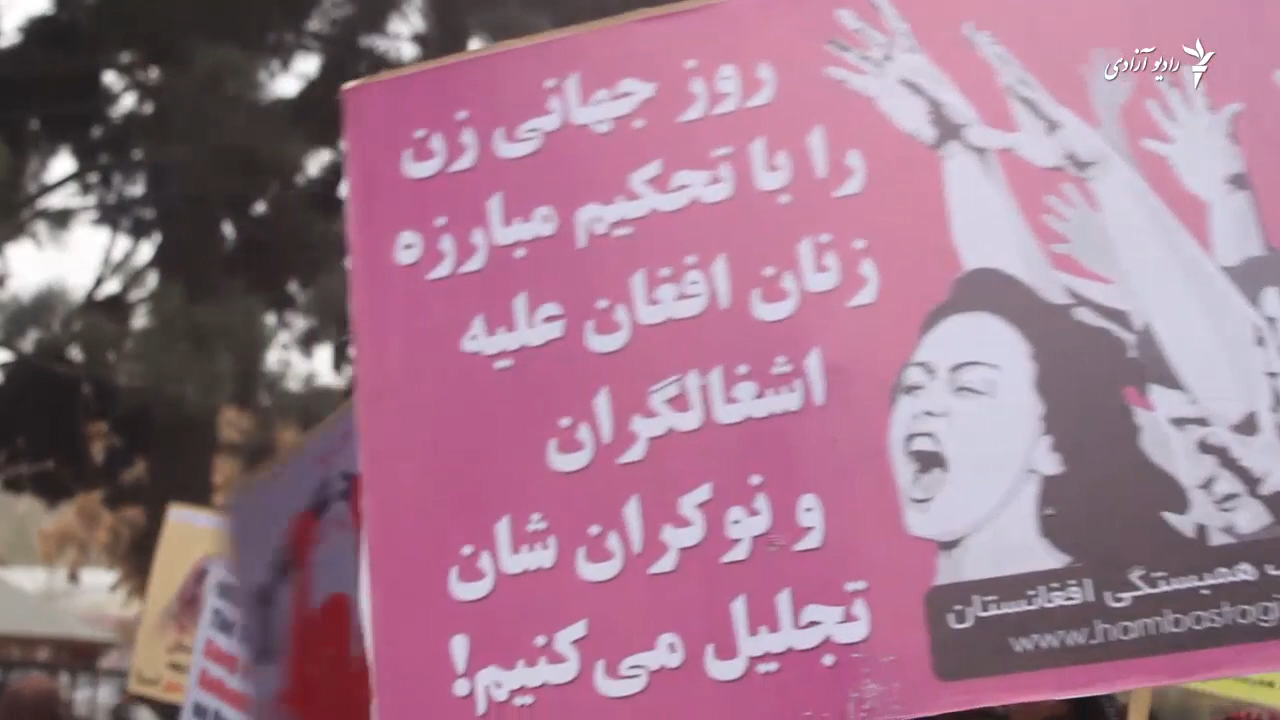 رادیو آزادی
روز جهانی زن
را با تحکیم مبارزه
زنان افغان علیه
اشغالگران
و نوکران شان
تجلیل می‌کنیم!
همبستگی افغانستان
www.hambastagi